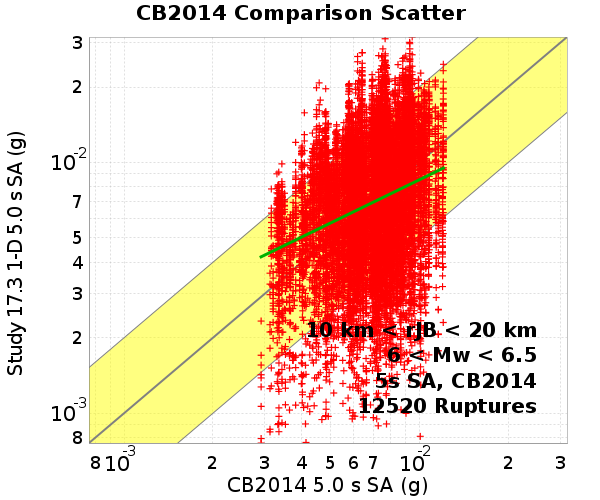 CB2014 Comparison Scatter
Study 17.3 1-D 5.0 s SA (g)
3
2
10-2
7
5
4
3
2
10-3
8
10 km < rJB < 20 km
6 < Mw < 6.5
5s SA, CB2014
12520 Ruptures
8 10-3 2 3 4 5 6 7 10-2 2 3
CB2014 5.0 s SA (g)